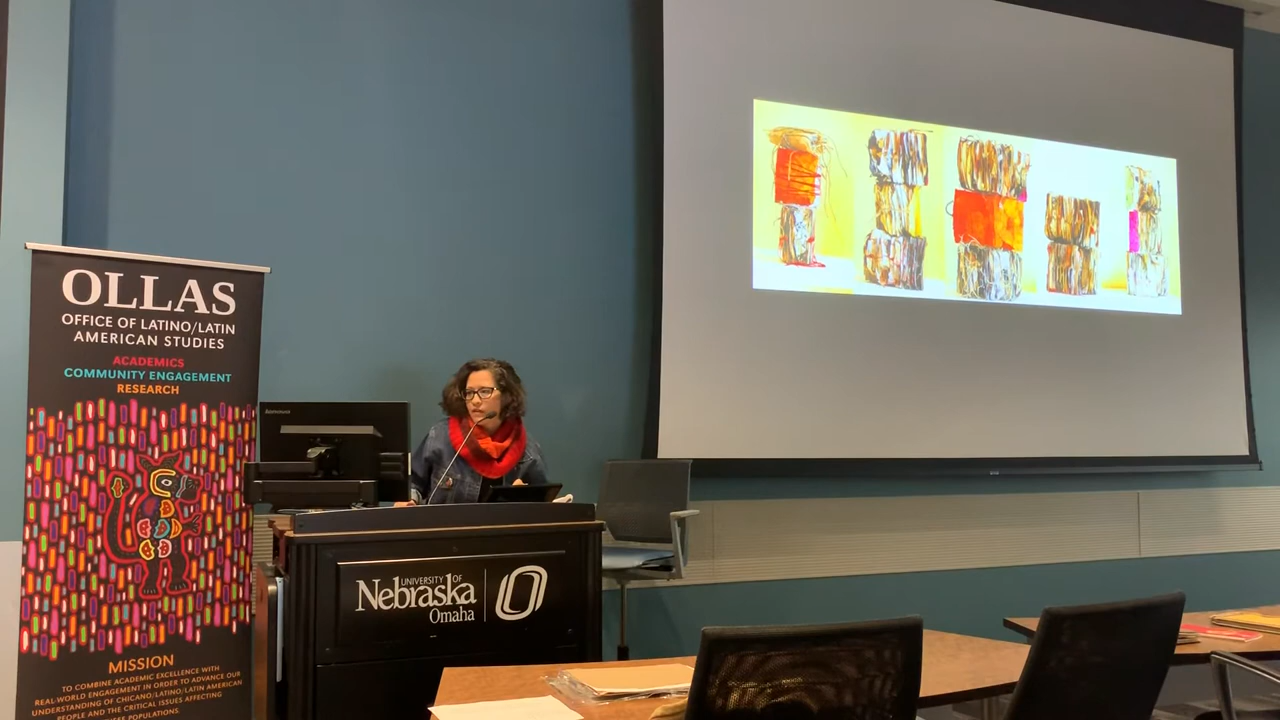 OLLAS
OFFICE OF LATINO/LATIN
AMERICAN STUDIES
ACADEMICS
COMMUNITY ENGAGEMENT
RESEARCH
MISSION
TO COMBINE ACADEMIC EXCELLENCE WITH
REAL-WORLD ENGAGEMENT IN ORDER TO ADVANCE OUR
UNDERSTANDING OF CHICANO/LATINO/LATIN AMERICAN
PEOPLE AND THE CRITICAL ISSUES AFFECTING
POPULATIONS.
lenovo
UNIVERSITY OF
Nebraska
Omaha
O